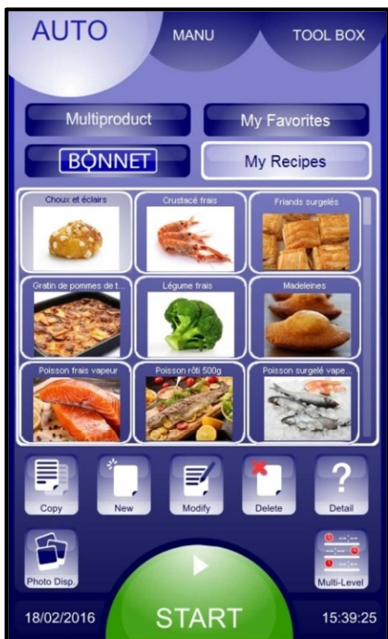 AUTO
MANU
TOOL BOX
Multiproduct
My Favorites
BONNET
My Recipes
Choux et éclairs
Crustacé frais
Friands surgelés
Gratin de pommes de t...
Légume frais
Madeleines
Poisson frais vapeur
Poisson rôti 500g
Poisson surgelé vape...
Copy
New
Modify
Delete
?
Detail
Photo Disp.
--:--
--:--
--:--
Multi-Level
18/02/2016
START
15:39:25